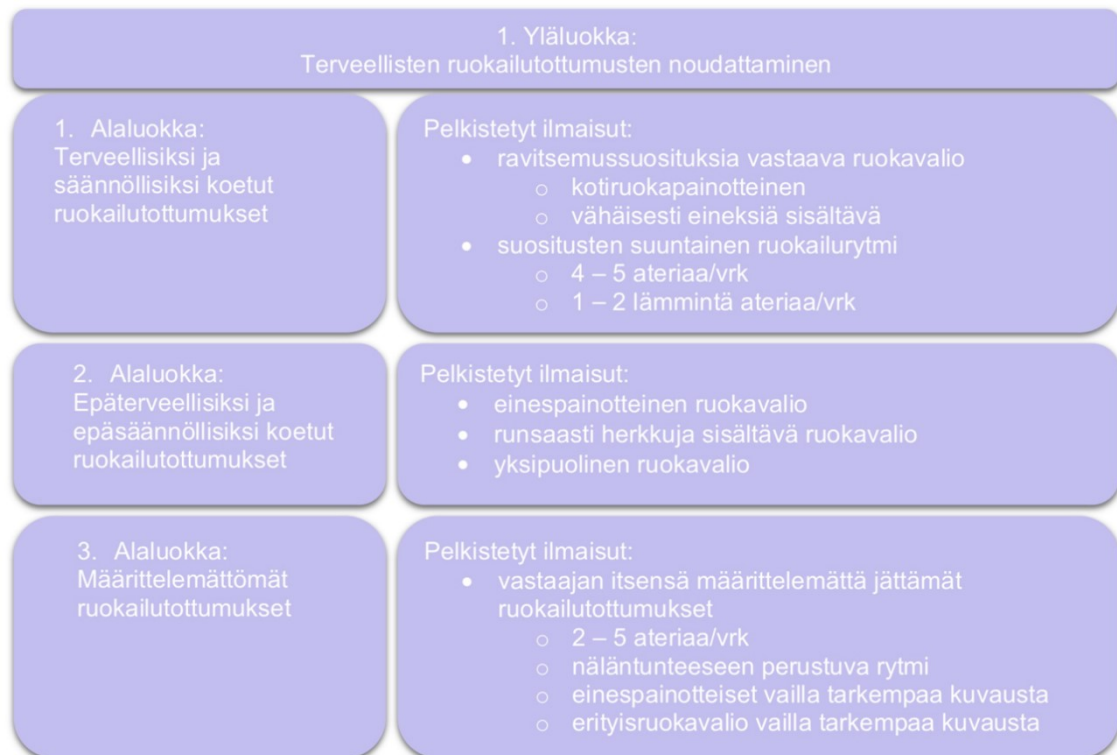 1. Yläluokka:
Terveellisten ruokailutottumusten noudattaminen
1. Alaluokka:
Terveellisiksi ja
säännöllisiksi koetut
ruokailutottumukset
Pelkistetyt ilmaisut:
• ravitsemussuosituksia vastaava ruokavalio
o kotiruokapainotteinen
o vähäisesti eineksiä sisältävä
• suositusten suuntainen ruokailurytmi
o 4 – 5 ateriaa/vrk
o 1 – 2 lämmintä ateriaa/vrk
2. Alaluokka:
Epäterveellisiksi ja
epäsäännöllisiksi koetut
ruokailutottumukset
Pelkistetyt ilmaisut:
• einespainotteinen ruokavalio
• runsaasti herkkuja sisältävä ruokavalio
• yksipuolinen ruokavalio
3. Alaluokka:
Määrittelemättömät
ruokailutottumukset
Pelkistetyt ilmaisut:
• vastaajan itsensä määrittelemättä jättämät
ruokailutottumukset
o 2 – 5 ateriaa/vrk
o näläntunteeseen perustuva rytmi
o einespainotteiset vailla tarkempaa kuvausta
o erityisruokavalio vailla tarkempaa kuvausta